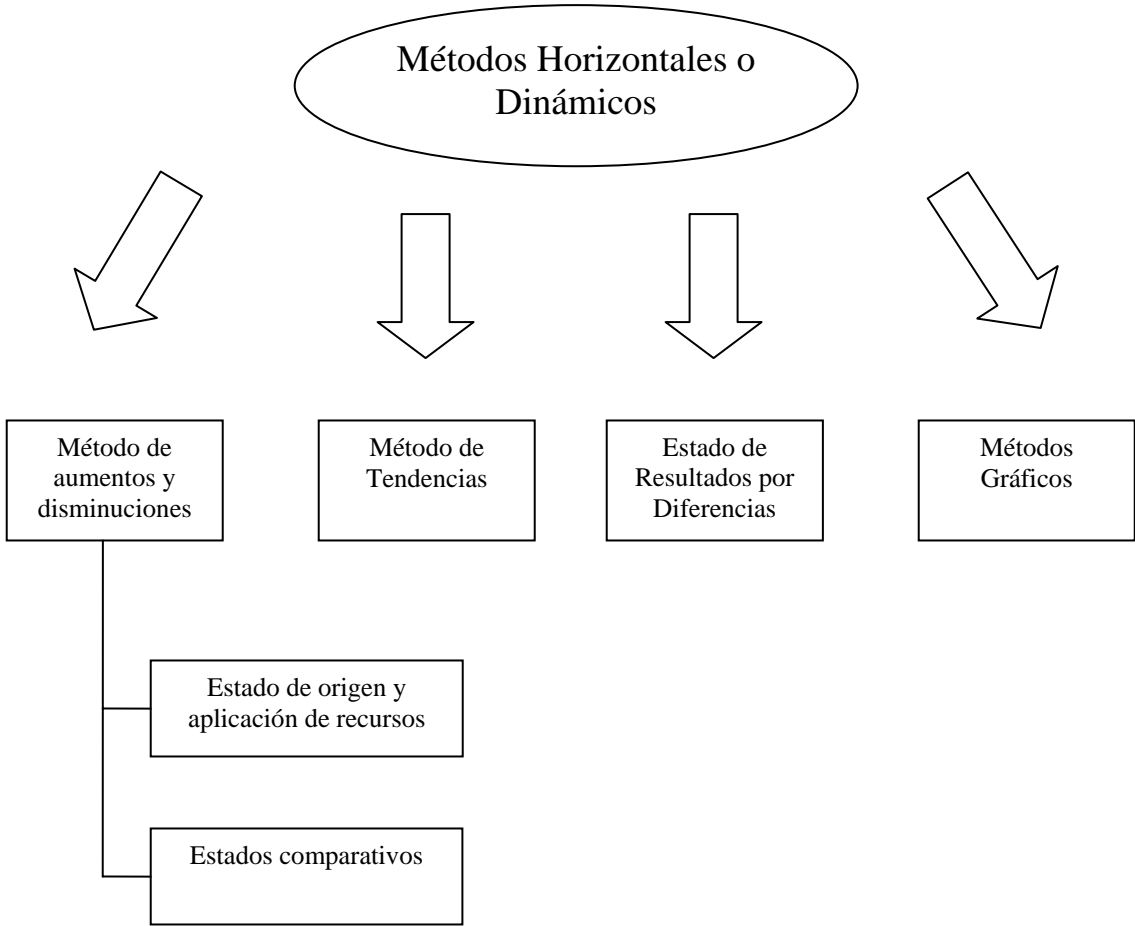 Métodos Horizontales o
Dinámicos
Método de
aumentos y
disminuciones
Método de
Tendencias
Estado de
Resultados por
Diferencias
Métodos
Gráficos
Estado de origen y
aplicación de recursos
Estados comparativos